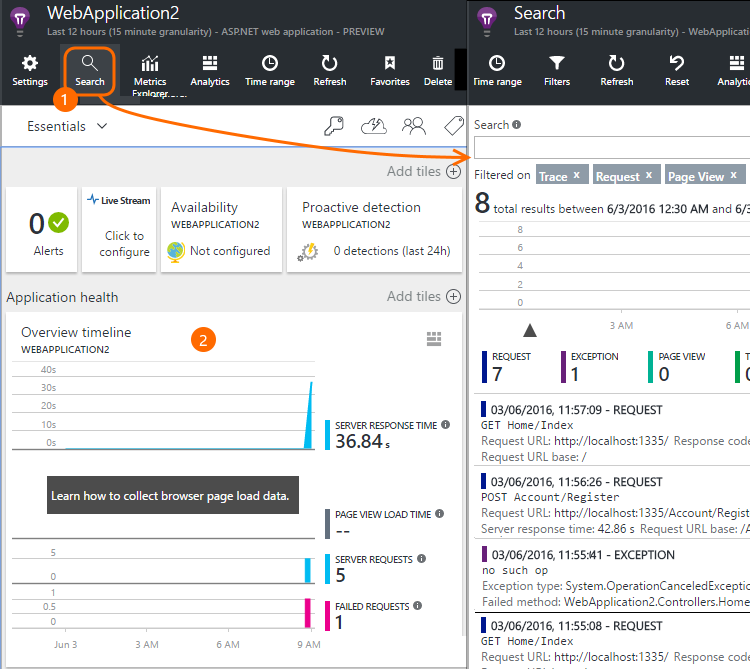 WebApplication2
Last 12 hours (15 minute granularity) - ASP.NET web application - PREVIEW
Settings
Search
Metrics
Explorer
Analytics
Time range
Refresh
Favorites
Delete
1
Essentials
Add tiles
0
Alerts
Live Stream
Click to
configure
Availability
WEBAPPLICATION2
Not configured
Proactive detection
WEBAPPLICATION2
0 detections (last 24h)
Application health
Add tiles
Overview timeline
WEBAPPLICATION2
2
40s
30s
20s
10s
0s
SERVER RESPONSE TIME
36.84 s
Learn how to collect browser page load data.
PAGE VIEW LOAD TIME
--
5
0
SERVER REQUESTS
5
1
0.5
0
FAILED REQUESTS
1
Jun 3
3 AM
6 AM
9 AM
Search
Last 12 hours (15 minute granularity) - WebApplicatio
Time range
Filters
Refresh
Reset
Analytic
Search
Filtered on Trace x Request x Page View x
8 total results between 6/3/2016 12:30 AM and 6/3
8
6
4
2
0
3 AM
6 AM
REQUEST
7
EXCEPTION
1
PAGE VIEW
0
T
0
03/06/2016, 11:57:09 - REQUEST
GET Home/Index
Request URL: http://localhost:1335/ Response code
Request URL base: /
03/06/2016, 11:56:26 - REQUEST
POST Account/Register
Request URL: http://localhost:1335/Account/Regist
Server response time: 42.86 s Request URL base: /A
03/06/2016, 11:55:41 - EXCEPTION
no such op
Exception type: System.OperationCanceledExceptio
Failed method: WebApplication2.Controllers.Home
03/06/2016, 11:55:08 - REQUEST
GET Home/Index
Request URL: http://localhost:1335/ Response code